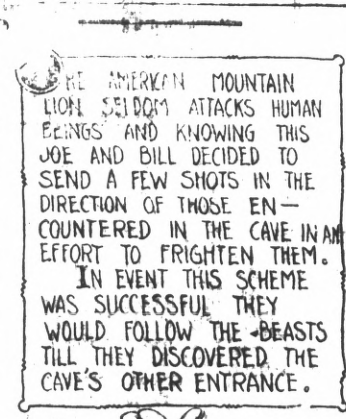 THE AMERICAN MOUNTAIN
LION SELDOM ATTACKS HUMAN
BEINGS AND KNOWING THIS
JOE AND BILL DECIDED TO
SEND A FEW SHOTS IN THE
DIRECTION OF THOSE EN—
COUNTERED IN THE CAVE IN AN
EFFORT TO FRIGHTEN THEM.
IN EVENT THIS SCHEME
WAS SUCCESSFUL THEY
WOULD FOLLOW THE BEASTS
TILL THEY DISCOVERED THE
CAVE'S OTHER ENTRANCE.